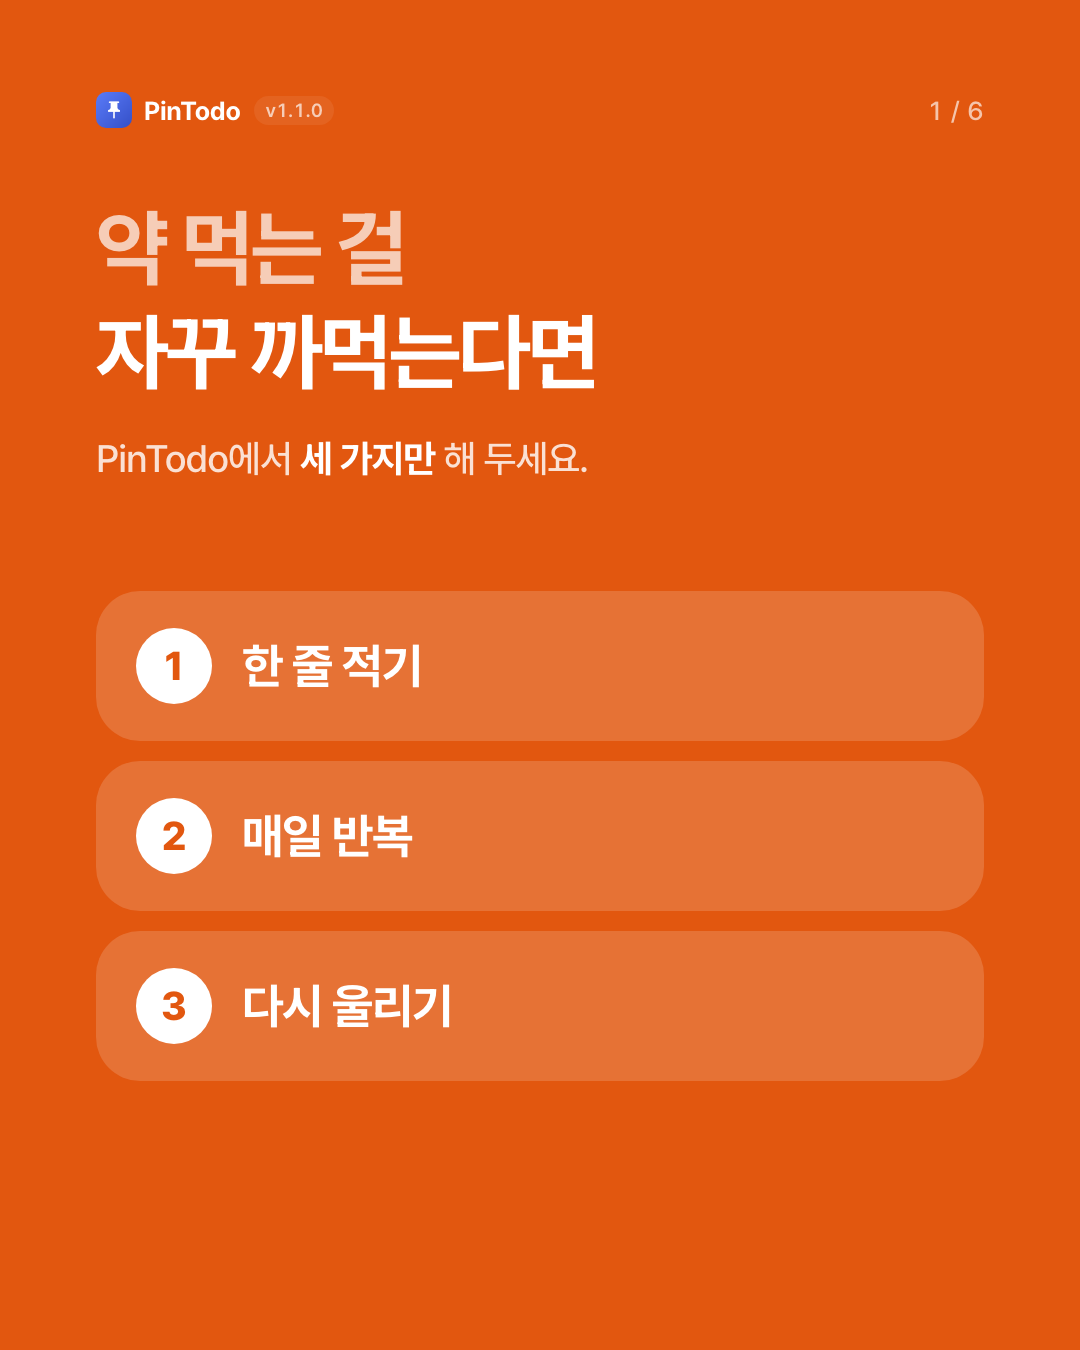 PinTodo v1.1.0 1 / 6
약 먹는 걸
자꾸 까먹는다면
PinTodo에서 세 가지만 해 두세요.
1 한 줄 적기
2 매일 반복
3 다시 울리기